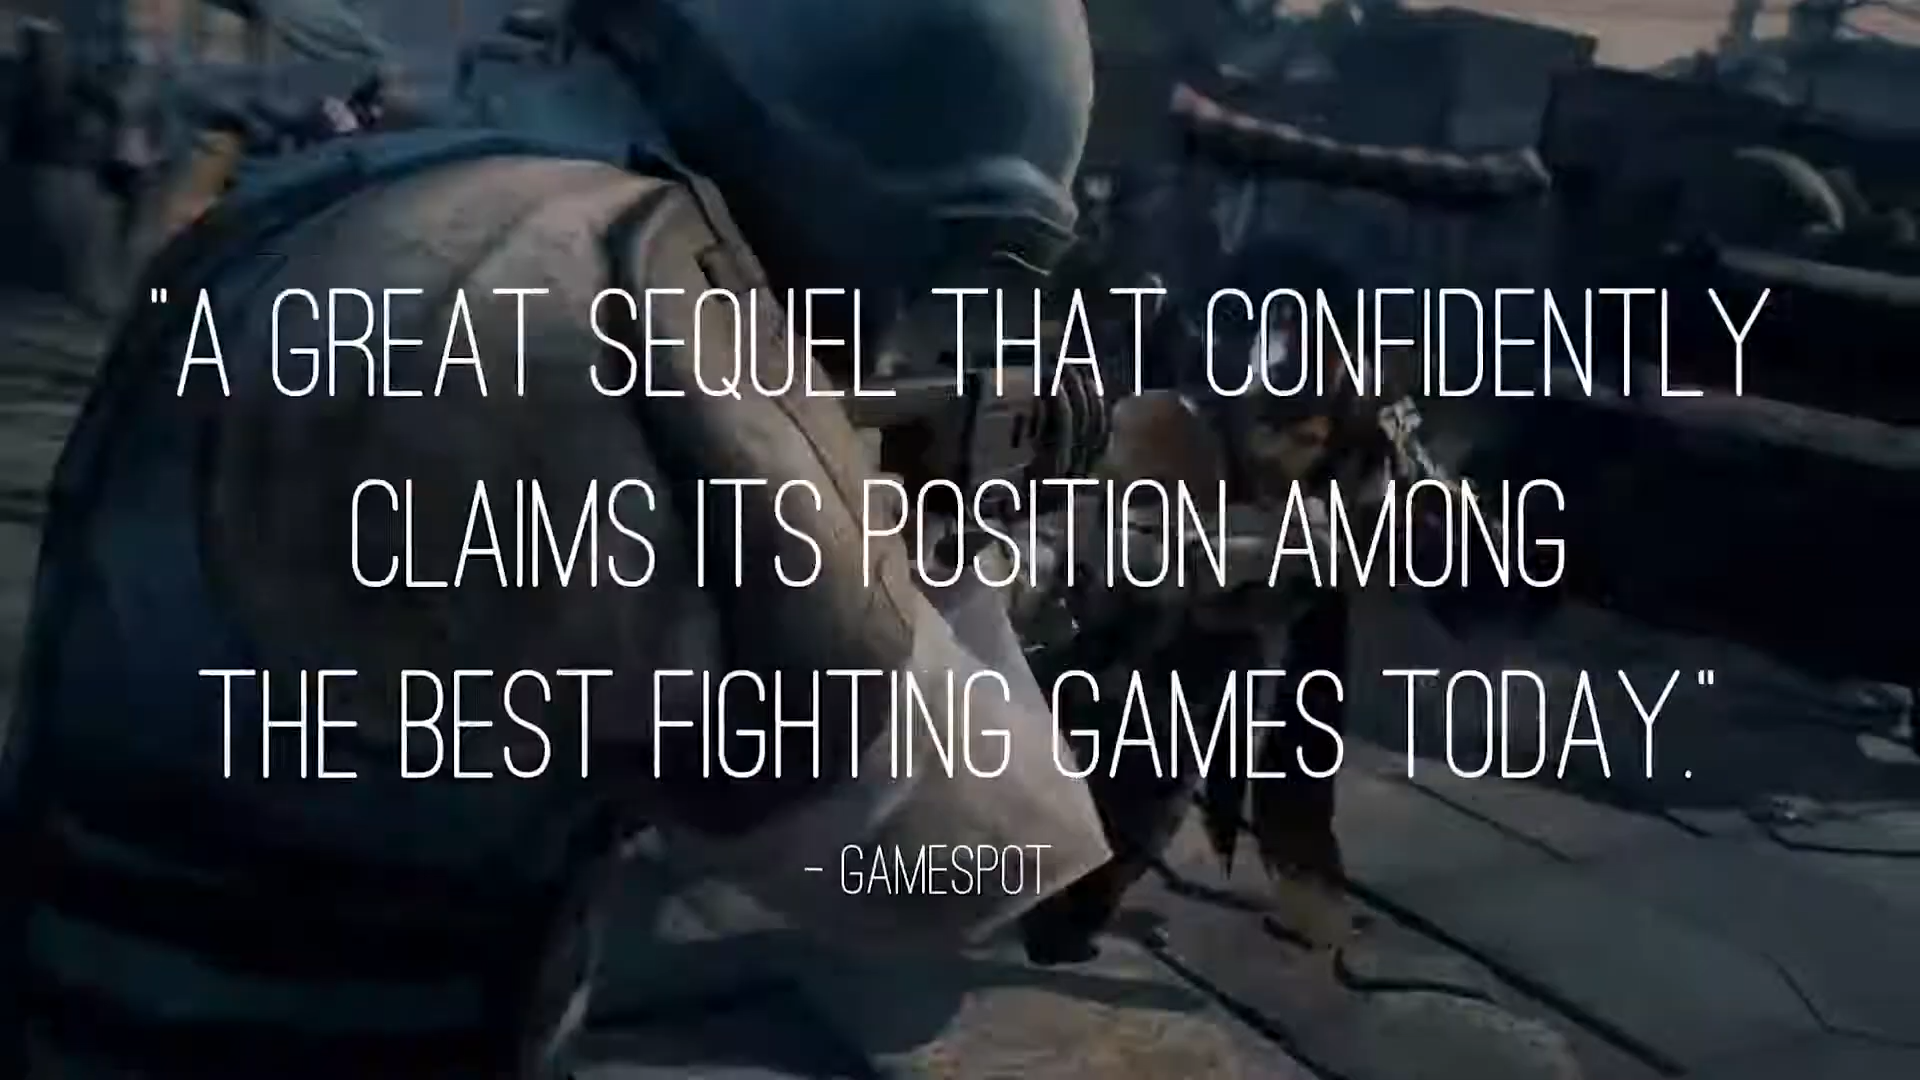 "A GREAT SEQUEL THAT CONFIDENTLY
CLAIMS ITS POSITION AMONG
THE BEST FIGHTING GAMES TODAY."
- GAMESPOT